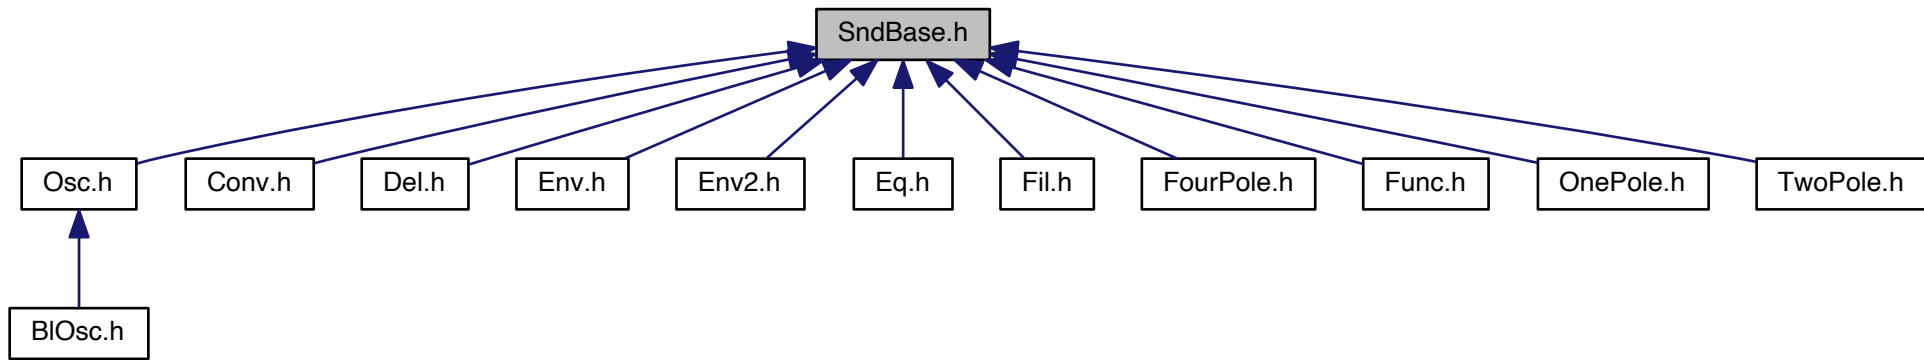 SndBase.h
Osc.h
Conv.h
Del.h
Env.h
Env2.h
Eq.h
Fil.h
FourPole.h
Func.h
OnePole.h
TwoPole.h
BlOsc.h